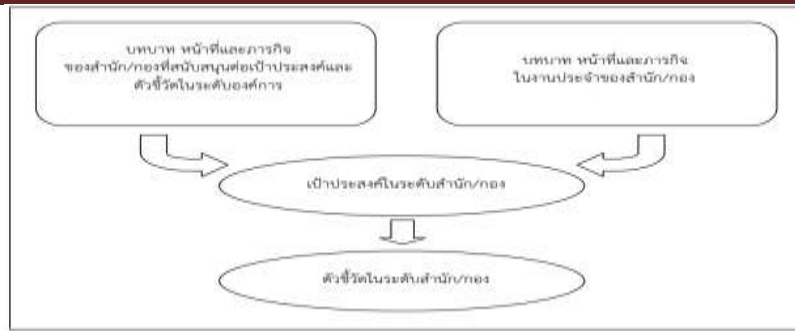 บทบาท หน้าที่และภารกิจ
ของสำนัก/กองที่สนับสนุนต่อเป้าประสงค์และ
ตัวชี้วัดในระดับองค์การ
บทบาท หน้าที่และภารกิจ
ในงานประจำของสำนัก/กอง
เป้าประสงค์ในระดับสำนัก/กอง
ตัวชี้วัดในระดับสำนัก/กอง